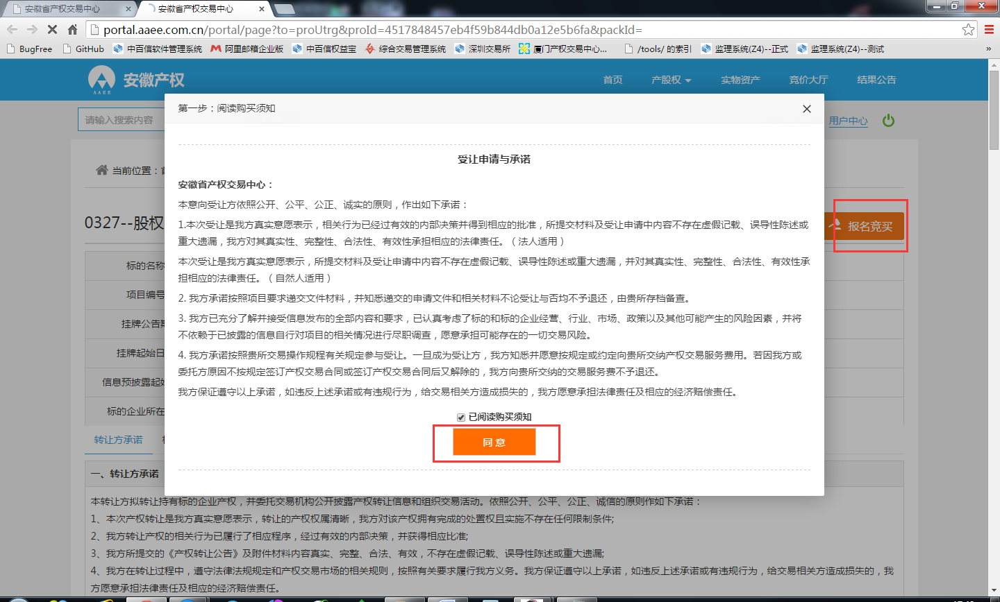 安徽省产权交易中心
安徽省产权交易中心
portal.aaee.com.cn/portal/page?to=proUtrg&proId=4517848457eb4f59b844db0a12e5b6fa&packId=
BugFree GitHub 中百信软件管理系统 阿里邮箱企业版 中百信权益宝 综合交易管理系统 深圳交易所 厦门产权交易中心... /tools/ 的索引 监理系统(Z4)--正式 监理系统(Z4)--测试 »
AAEE
安徽产权
首页 产股权 实物资产 竞价大厅 结果公告
第一步：阅读购买须知
请输入搜索内容
用户中心
受让申请与承诺
当前位置：
安徽省产权交易中心：
本意向受让方依照公开、公平、公正、诚实的原则，作出如下承诺：
0327--股权
报名竞买
1.本次受让是我方真实意愿表示，相关行为已经过有效的内部决策并得到相应的批准，所提交材料及受让申请中内容不存在虚假记载、误导性陈述或
重大遗漏，我方对其真实性、完整性、合法性、有效性承担相应的法律责任。（法人适用）
本次受让是我方真实意愿表示，所提交材料及受让申请中内容不存在虚假记载、误导性陈述或重大遗漏，并对其真实性、完整性、合法性、有效性承
担相应的法律责任。（自然人适用）
标的名称
项目编号
2. 我方承诺按照项目要求递交文件材料，并知悉递交的申请文件和相关材料不论受让与否均不予退还，由贵所存档备查。
3. 我方已充分了解并接受信息发布的全部内容和要求，已认真考虑了标的和标的企业经营、行业、市场、政策以及其他可能产生的风险因素，并将
不依赖于已披露的信息自行对项目的相关情况进行尽职调查，愿意承担可能存在的一切交易风险。
挂牌公告期
挂牌起始日
4. 我方承诺按照贵所交易操作规程有关规定参与受让。一旦成为受让方，我方知悉并愿意按规定或约定向贵所交纳产权交易服务费用。若因我方或
委托方原因不按规定签订产权交易合同或签订产权交易合同后又解除的，我方向贵所交纳的交易服务费不予退还。
信息预披露起始
我方保证遵守以上承诺，如违反上述承诺或有违规行为，给交易相关方造成损失的，我方愿意承担法律责任及相应的经济赔偿责任。
标的企业所在
已阅读购买须知
同 意
转让方承诺
一、转让方承诺
本转让方拟转让持有标的企业产权，并委托交易机构公开披露产权转让信息和组织交易活动。依照公开、公平、公正、诚信的原则作如下承诺：
1、本次产权转让是我方真实意愿表示，转让的产权权属清晰，我方对该产权拥有完成的处置权且实施不存在任何限制条件;
2、我方转让产权的相关行为已履行了相应程序，经过有效的内部决策，并获得相应比准;
3、我方所提交的《产权转让公告》及附件材料内容真实、完整、合法、有效，不存在虚假记载、误导性陈述或重大遗漏;
4、我方在转让过程中，遵守法律法规规定和产权交易市场的相关规则，按照有关要求履行我方义务。我方保证遵守以上承诺，如违反上述承诺或有违规行为，给交易相关方造成损失的，我
方愿意承担法律责任及相应的经济赔偿责任。